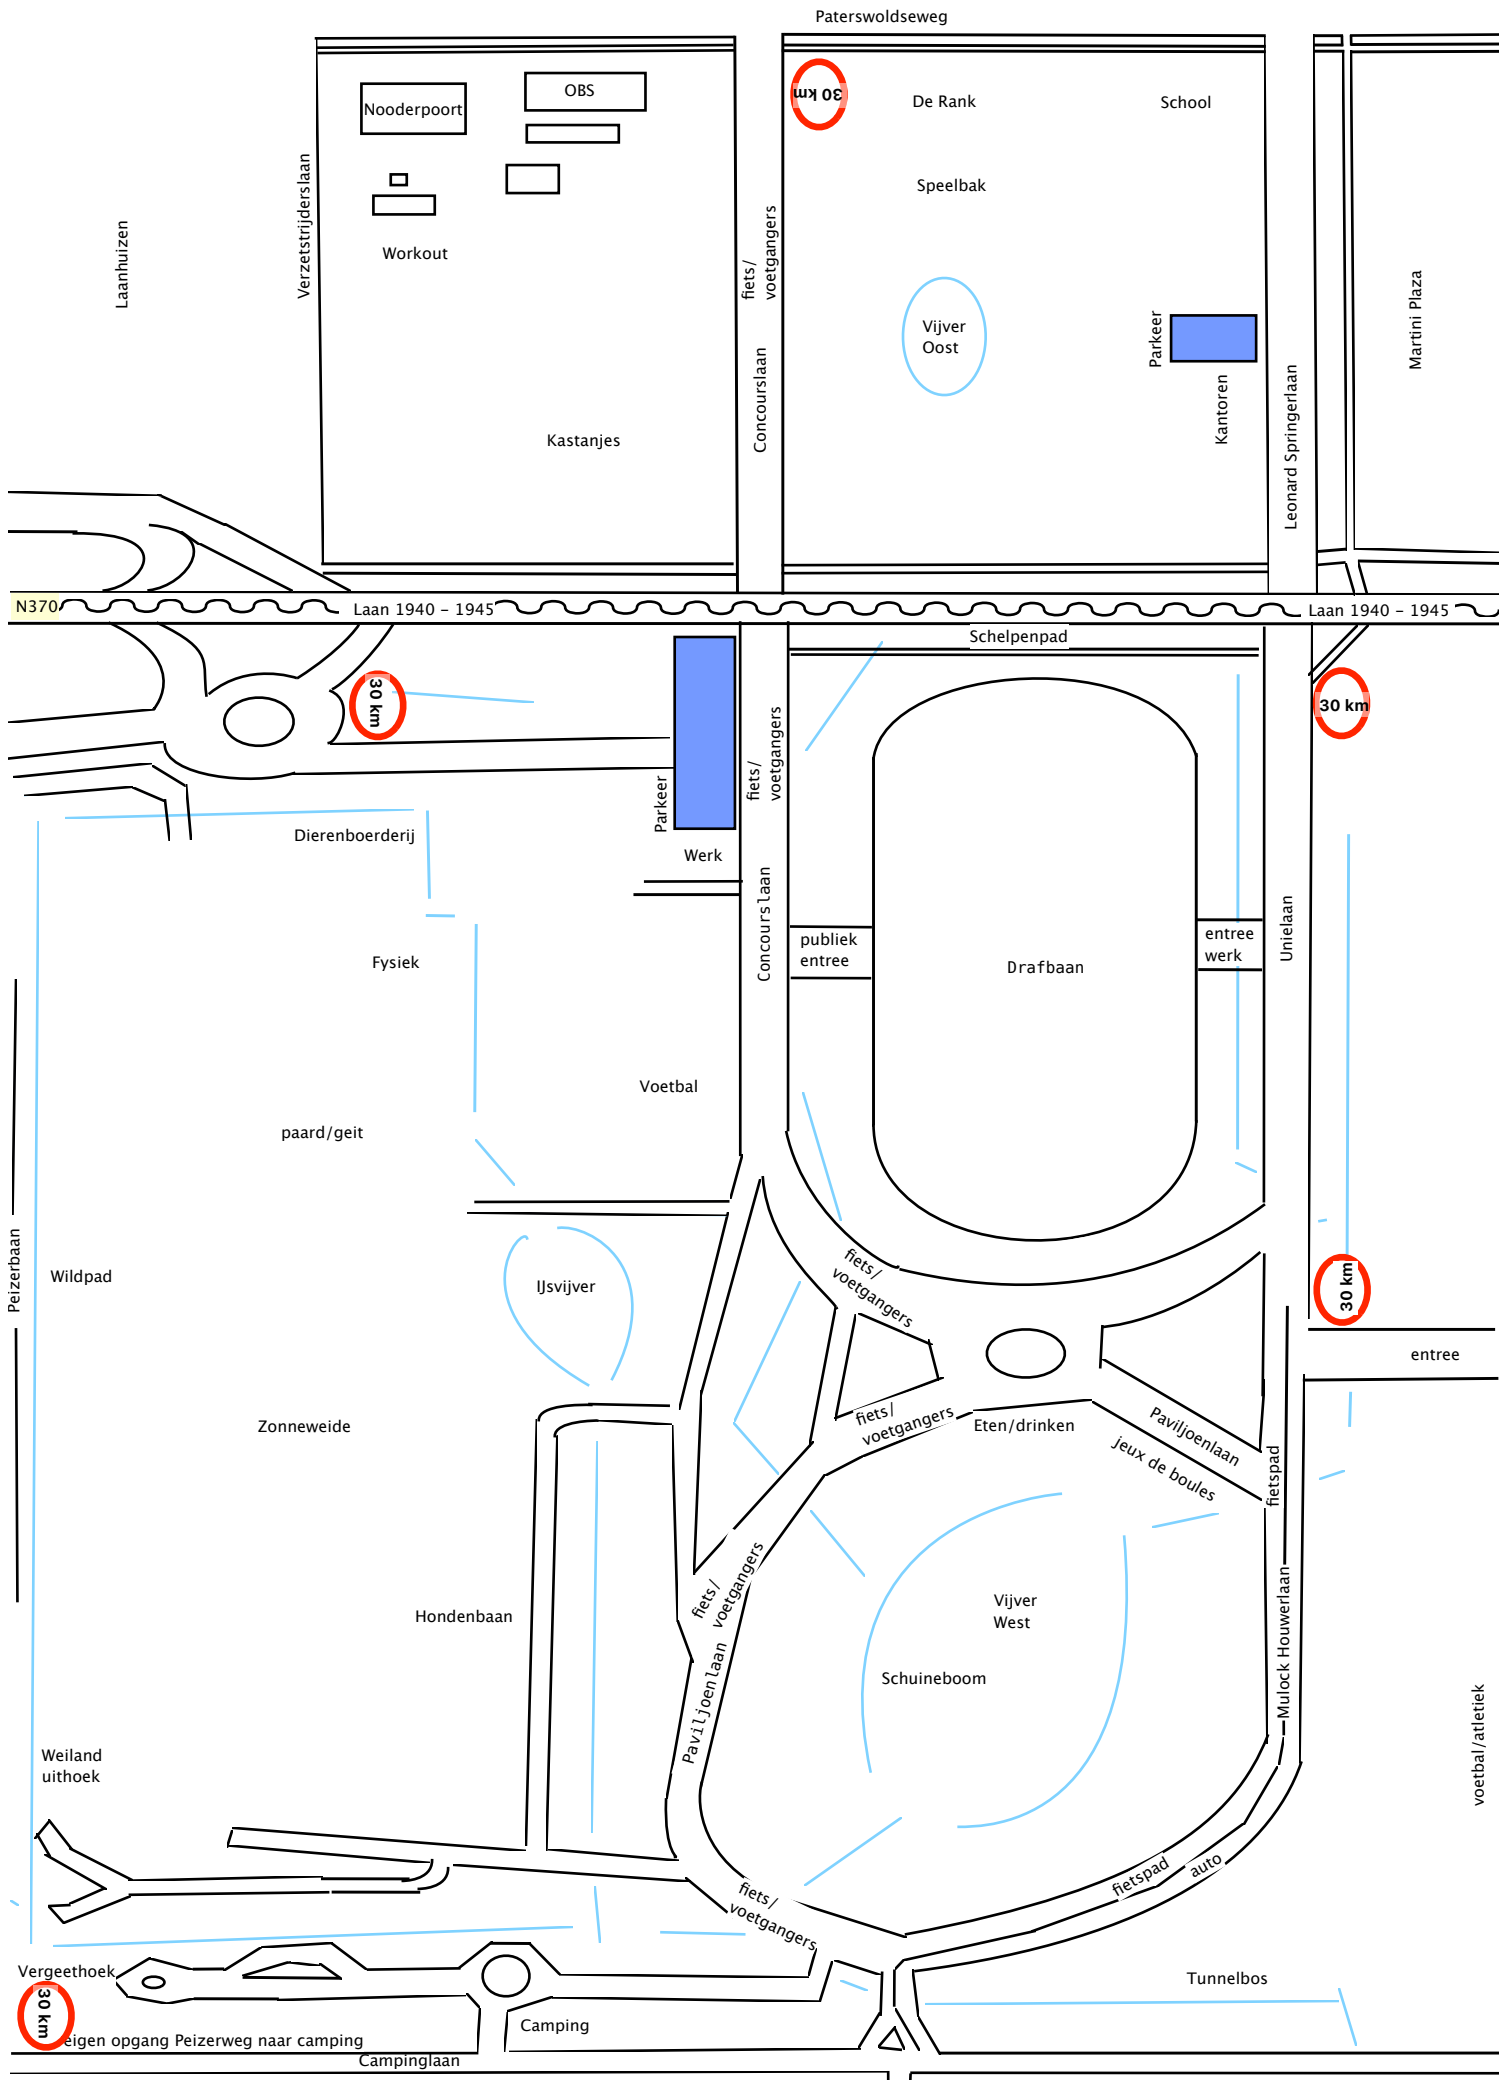 Paterswoldseweg
Nooderpoort
OBS
30 km
De Rank
School
Speelbak
Workout
Laanhuizen
Verzetstrijderslaan
fiets/
voetgangers
Concourslaan
Vijver
Oost
Parkeer
Kantoren
Leonard Springerlaan
Martini Plaza
Kastanjes
N370
Laan 1940 – 1945
Laan 1940 – 1945
Schelpenpad
30 km
30 km
fiets/
voetgangers
Parkeer
Dierenboerderij
Werk
Concourslaan
publiek
entree
Drafbaan
entree
werk
Unielaan
Fysiek
Voetbal
paard/geit
Peizerbaan
Wildpad
IJsvijver
fiets/
voetgangers
30 km
entree
Zonneweide
fiets/
voetgangers
Eten/drinken
Paviljoenlaan
jeux de boules
fietspad
fiets/
voetgangers
Hondenbaan
Vijver
West
Mulock Houwerlaan
Schuineboom
Paviljoenlaan
voetbal/atletiek
Weiland
uithoek
fietspad
auto
fiets/
voetgangers
Vergeethoek
30 km
Tunnelbos
Camping
eigen opgang Peizerweg naar camping
Campinglaan